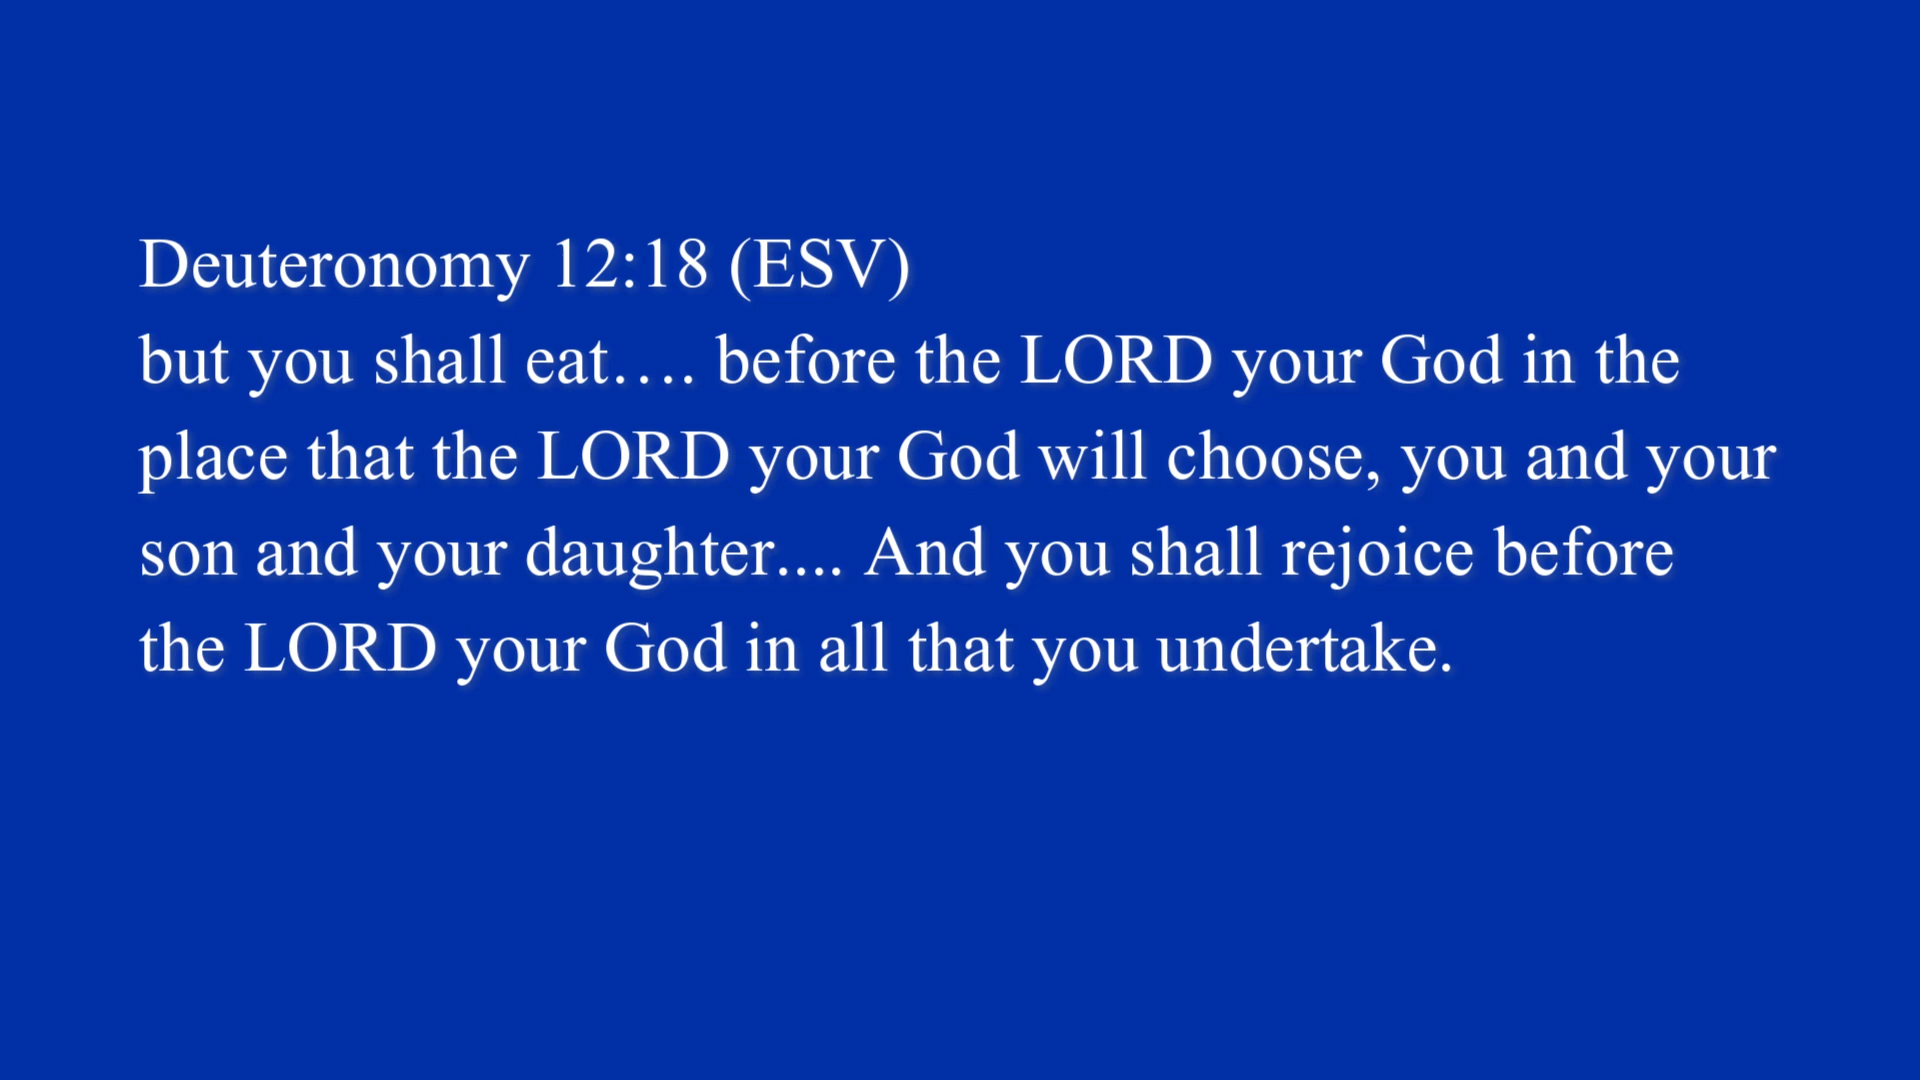 Deuteronomy 12:18 (ESV)
but you shall eat…. before the LORD your God in the
place that the LORD your God will choose, you and your
son and your daughter.... And you shall rejoice before
the LORD your God in all that you undertake.